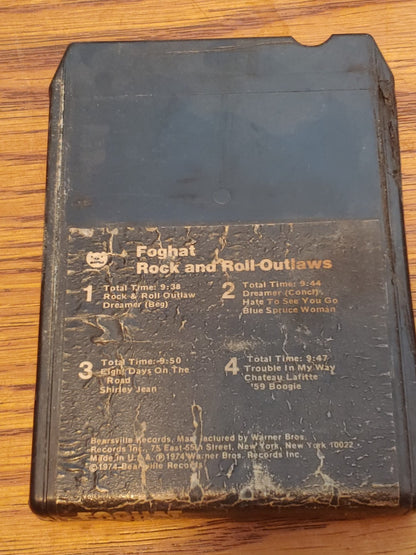 Foghat
Rock and Roll Outlaws
1 Total Time: 9:38
Rock & Roll Outlaw
Dreamer (Beg)
2 Total Time: 9:44
Dreamer (Concl)
Hate To See You Go
Blue Spruce Woman
3 Total Time: 9:50
Eight Days On The
Road
Shirley Jean
4 Total Time: 9:47
Trouble In My Way
Chateau Lafitte
'59 Boogie
Bearsville Records, Manufactured by Warner Bros.
Records Inc., 75 East 55th Street, New York, New York 10022
Made in U.S.A. ℗1974 Warner Bros. Records Inc.
©1974 Bearsville Records